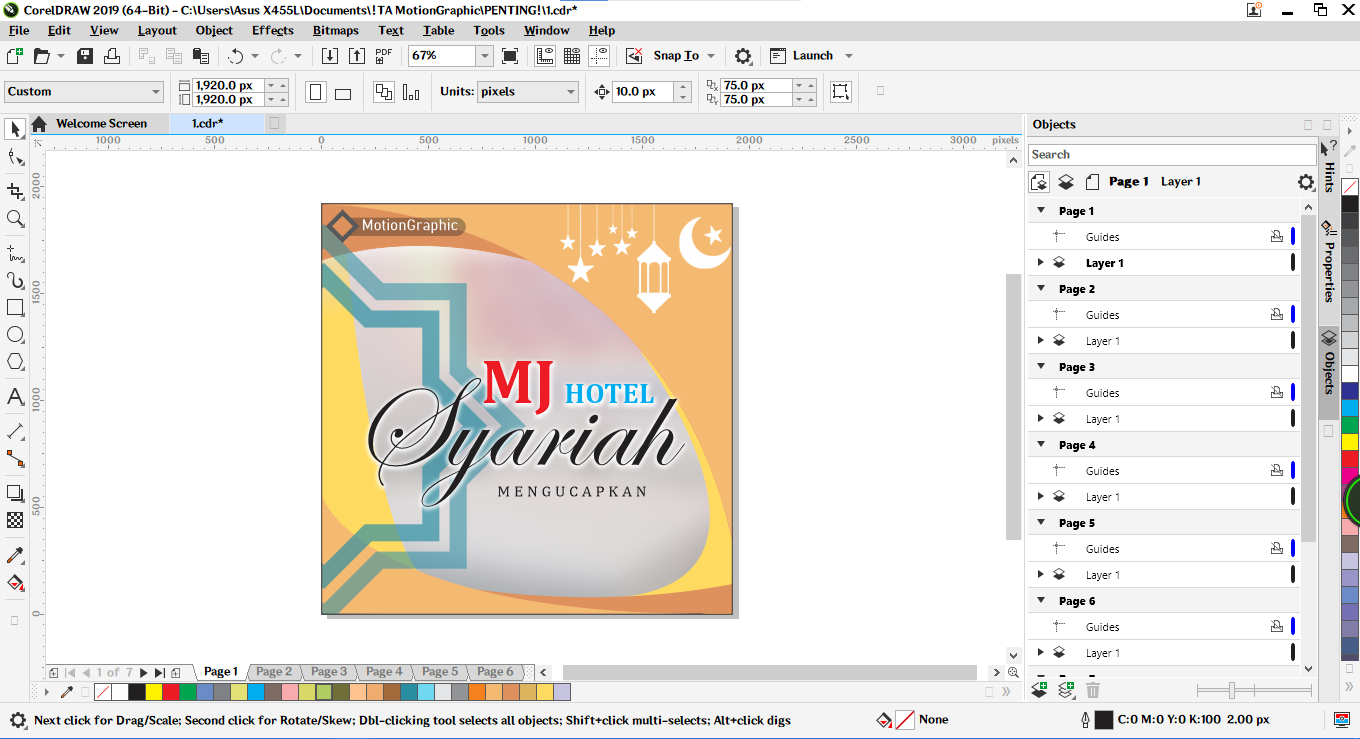 CorelDRAW 2019 (64-Bit) - C:\Users\Asus X455L\Documents\!TA MotionGraphic\PENTING!\1.cdr*
File Edit View Layout Object Effects Bitmaps Text Table Tools Window Help
PDF 67% Snap To Launch
Custom 1,920.0 px 1,920.0 px Units: pixels 10.0 px 75.0 px 75.0 px
Welcome Screen 1.cdr*
1000 500 0 500 1000 1500 2000 2500 3000 pixels
2000
1500
1000
500
0
MotionGraphic
MJ HOTEL
Syariah
MENGUCAPKAN
Objects
Search
Page 1 Layer 1
Page 1
Guides
Layer 1
Page 2
Guides
Layer 1
Page 3
Guides
Layer 1
Page 4
Guides
Layer 1
Page 5
Guides
Layer 1
Page 6
Guides
Layer 1
Hints
Properties
Objects
1 of 7 Page 1 Page 2 Page 3 Page 4 Page 5 Page 6
Next click for Drag/Scale; Second click for Rotate/Skew; Dbl-clicking tool selects all objects; Shift+click multi-selects; Alt+click digs
None
C:0 M:0 Y:0 K:100 2.00 px